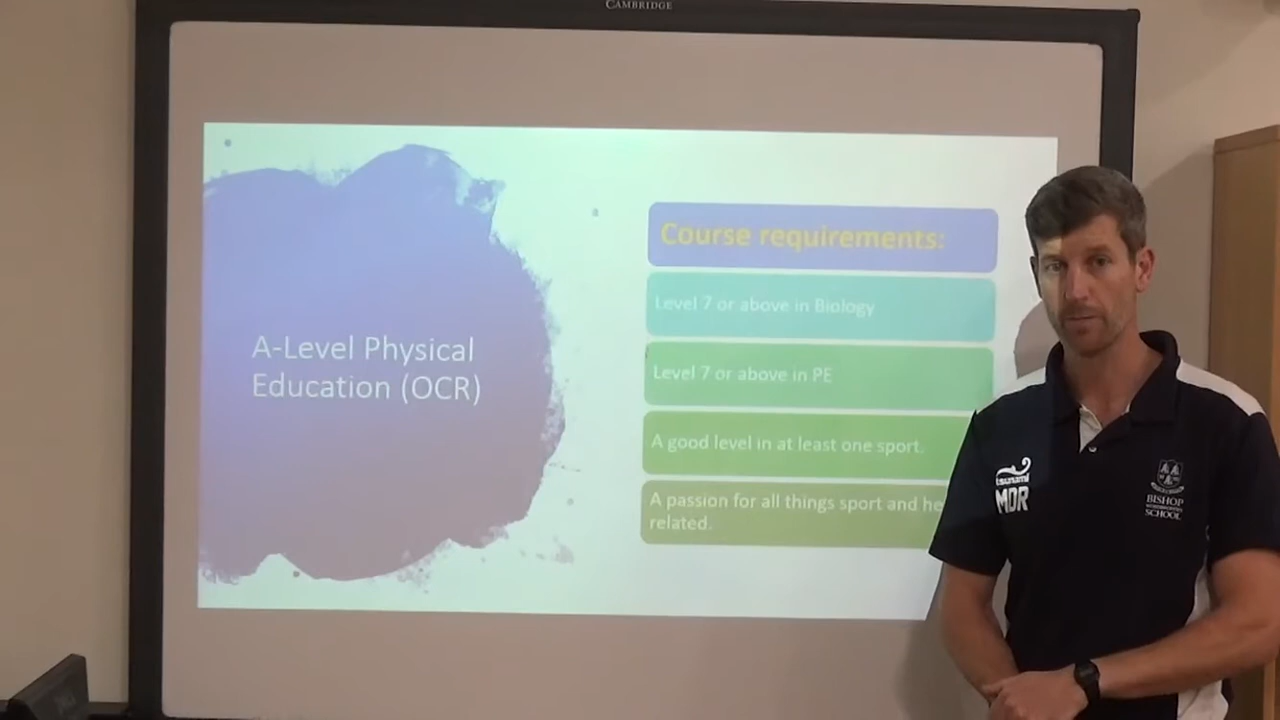 CAMBRIDGE
A-Level Physical
Education (OCR)
Course requirements:
Level 7 or above in Biology
Level 7 or above in PE
A good level in at least one sport.
A passion for all things sport and he
related.
tsunami
MDR
BISHOP
SCHOOL